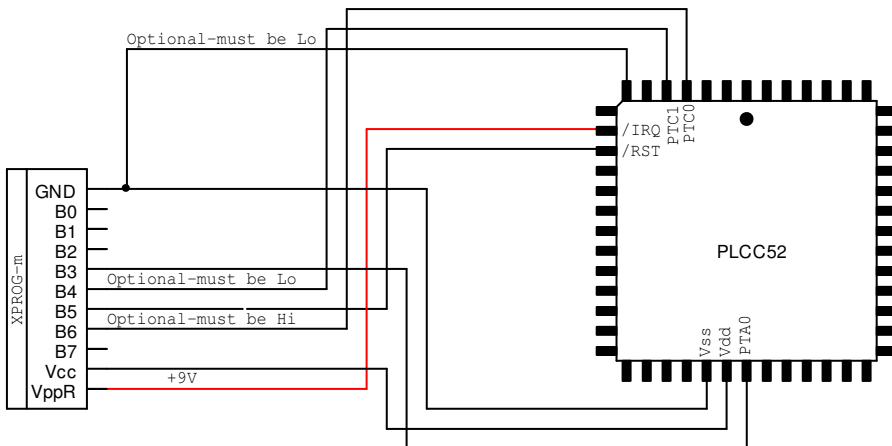 Optional-must be Lo
/IRQ
/RST
PTC1
PTC0
XPROG-m
GND
B0
B1
B2
B3
Optional-must be Lo
B4
B5
Optional-must be Hi
B6
B7
Vcc
+9V
VppR
PLCC52
Vss
Vdd
PTA0